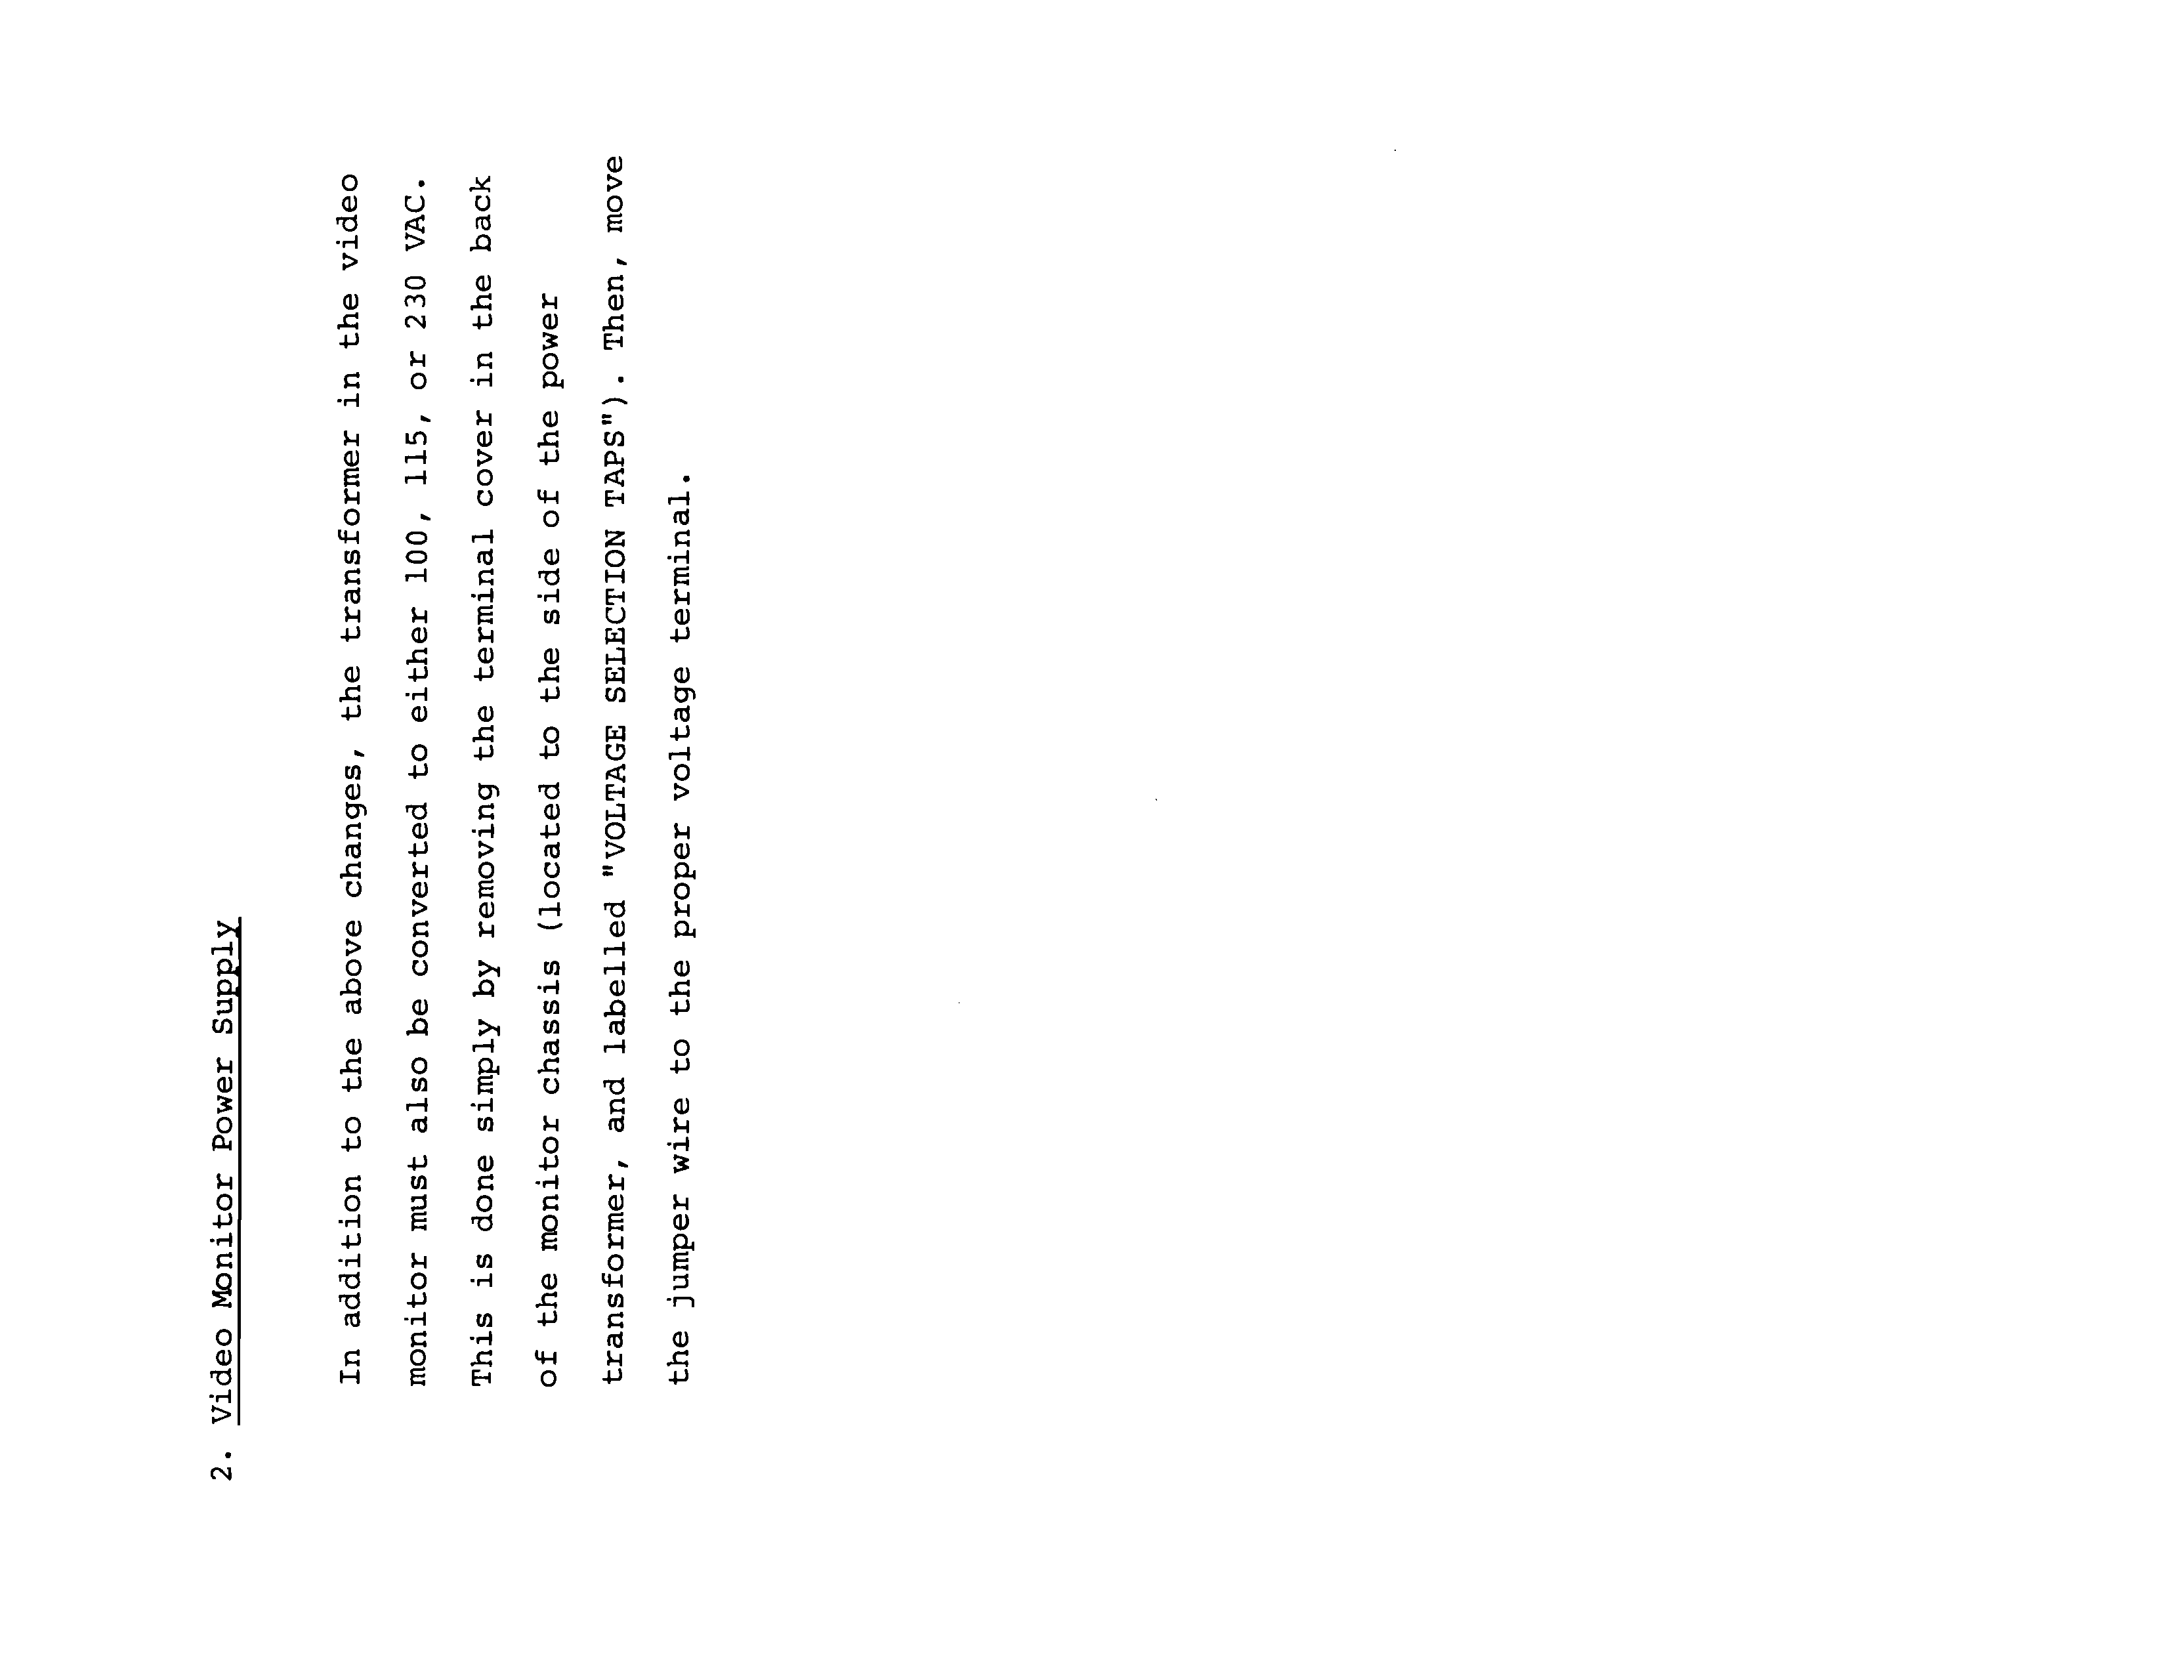 2. Video Monitor Power Supply
In addition to the above changes, the transformer in the video
monitor must also be converted to either 100, 115, or 230 VAC.
This is done simply by removing the terminal cover in the back
of the monitor chassis (located to the side of the power
transformer, and labelled "VOLTAGE SELECTION TAPS"). Then, move
the jumper wire to the proper voltage terminal.